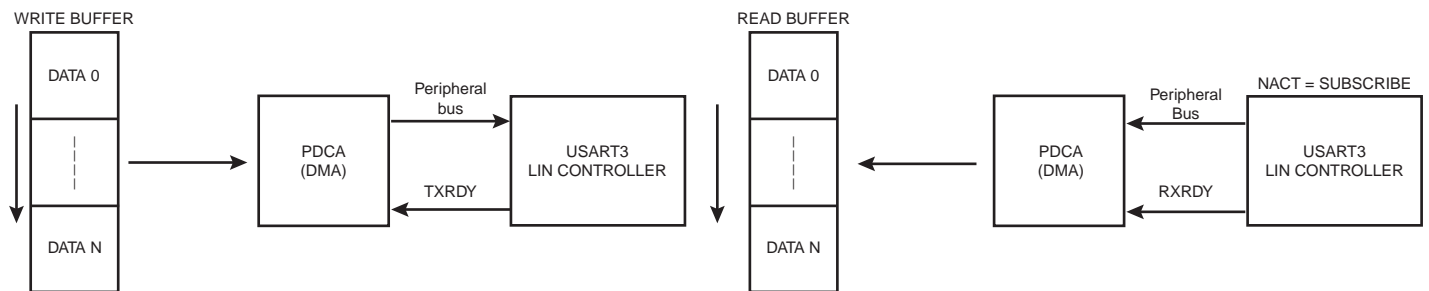 WRITE BUFFER
DATA 0
DATA N
PDCA
(DMA)
Peripheral
bus
TXRDY
USART3
LIN CONTROLLER
READ BUFFER
DATA 0
DATA N
PDCA
(DMA)
Peripheral
Bus
RXRDY
NACT = SUBSCRIBE
USART3
LIN CONTROLLER